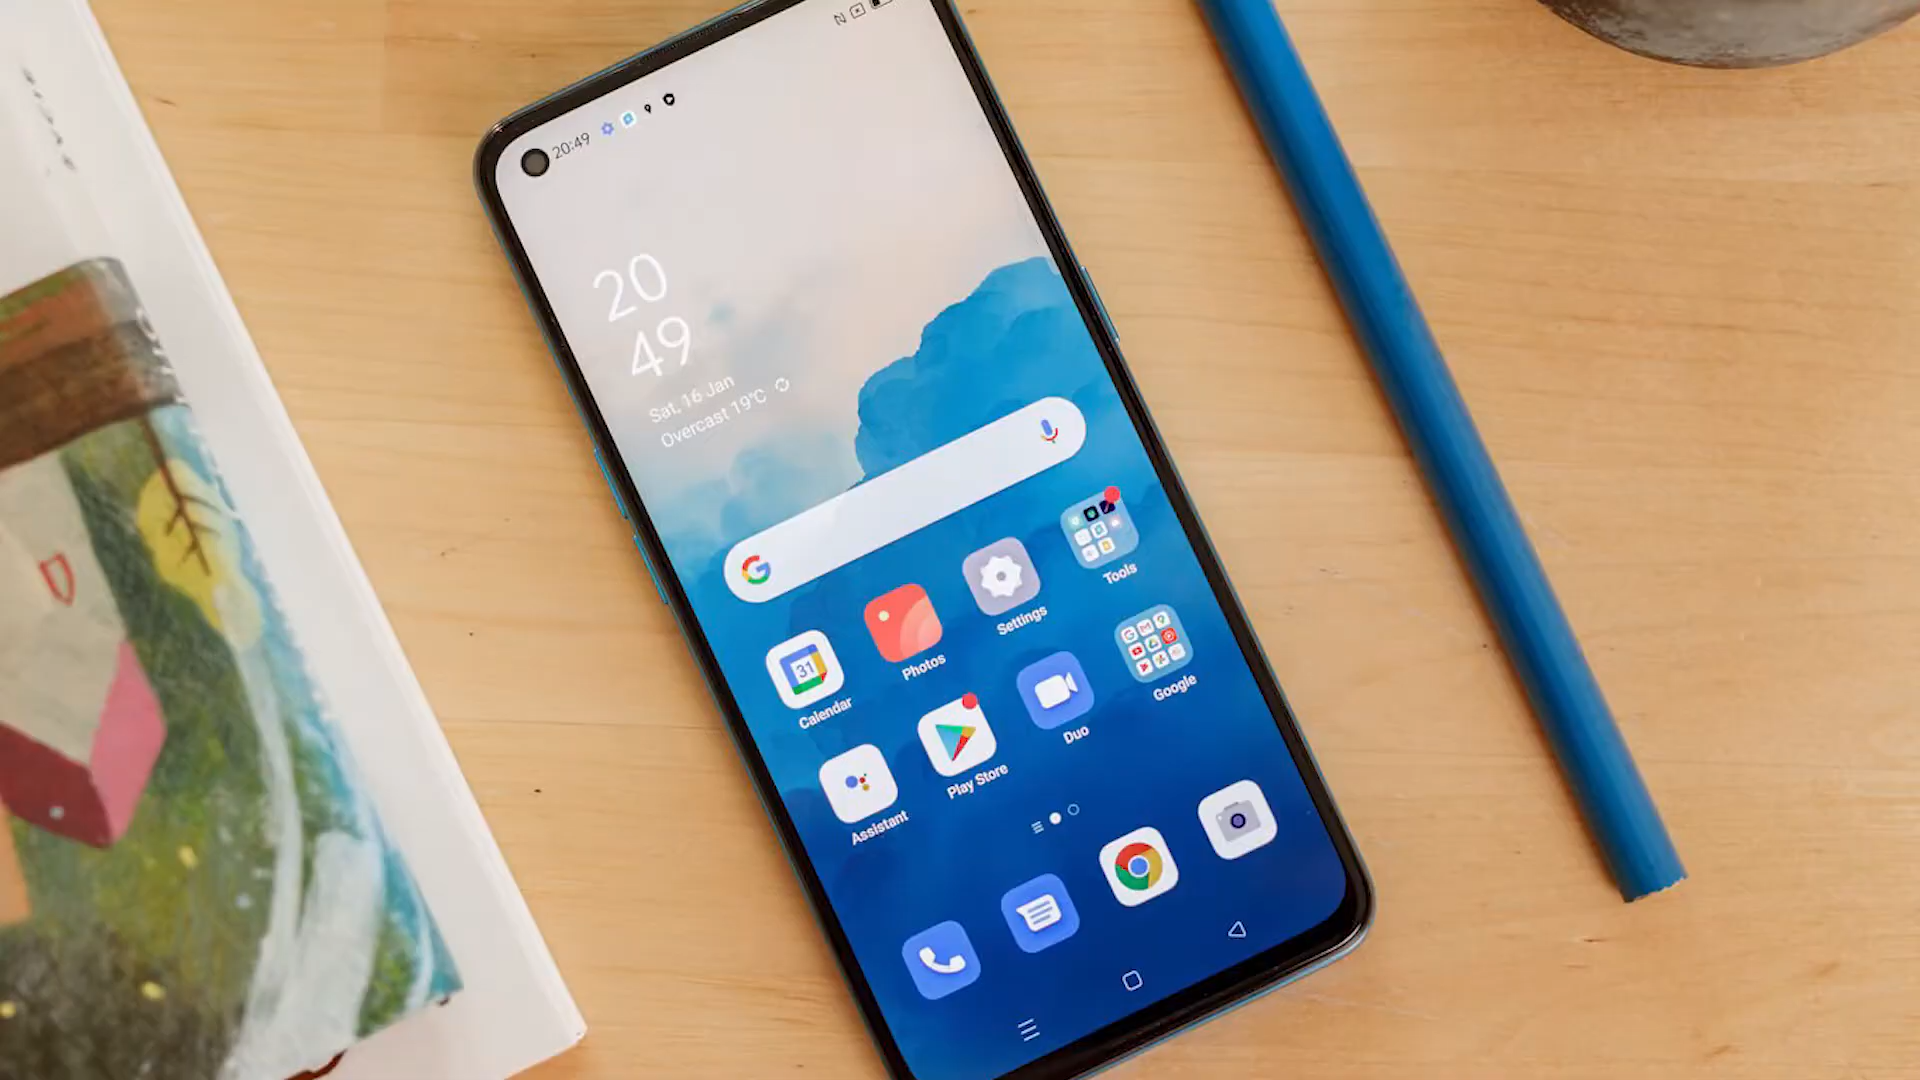 20:49
20
49
Sat, 16 Jan
Overcast 19°C
G
Tools
Settings
Photos
31
Calendar
Google
Duo
Play Store
Assistant